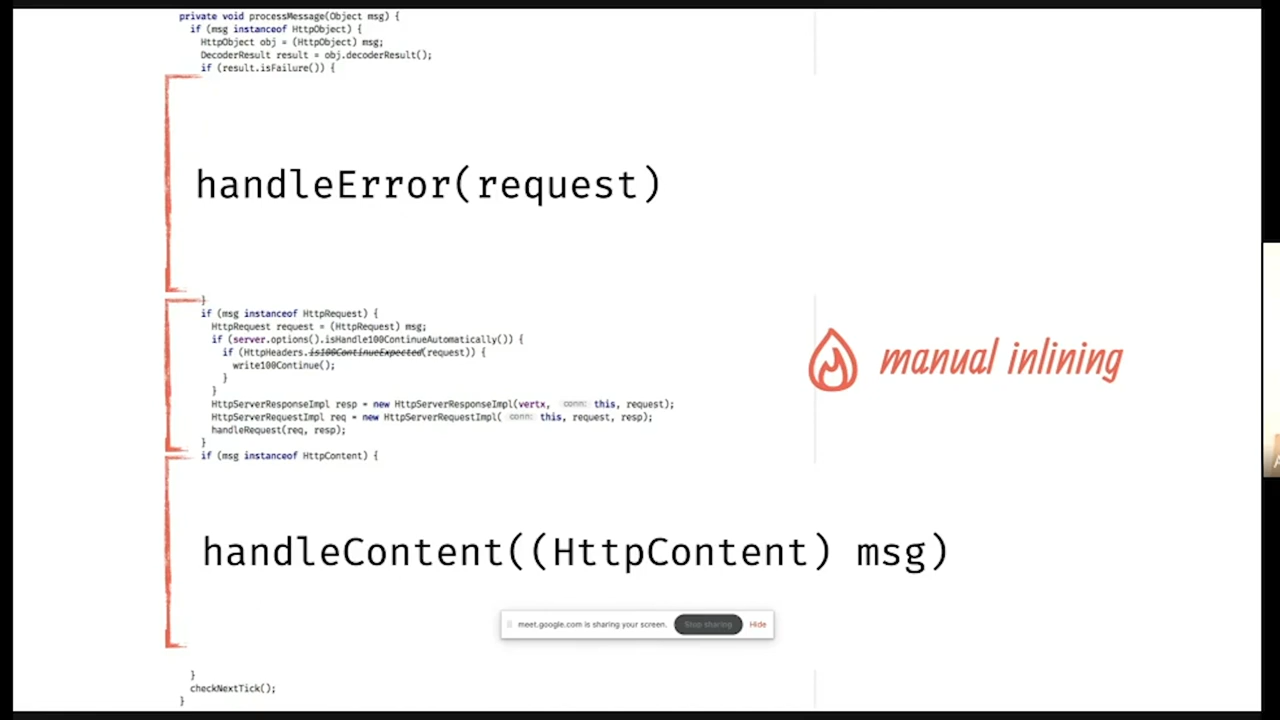 private void processMessage(Object msg) {
if (msg instanceof HttpObject) {
HttpObject obj = (HttpObject) msg;
DecoderResult result = obj.decoderResult();
if (result.isFailure()) {
handleError(request)
}
if (msg instanceof HttpRequest) {
HttpRequest request = (HttpRequest) msg;
if (server.options().isHandle100ContinueAutomatically()) {
if (HttpHeaders.is100ContinueExpected(request)) {
write100Continue();
}
}
HttpServerResponseImpl resp = new HttpServerResponseImpl(vertx, conn: this, request);
HttpServerRequestImpl req = new HttpServerRequestImpl( conn: this, request, resp);
handleRequest(req, resp);
}
manual inlining
if (msg instanceof HttpContent) {
handleContent((HttpContent) msg)
meet.google.com is sharing your screen. Stop sharing Hide
}
checkNextTick();
}